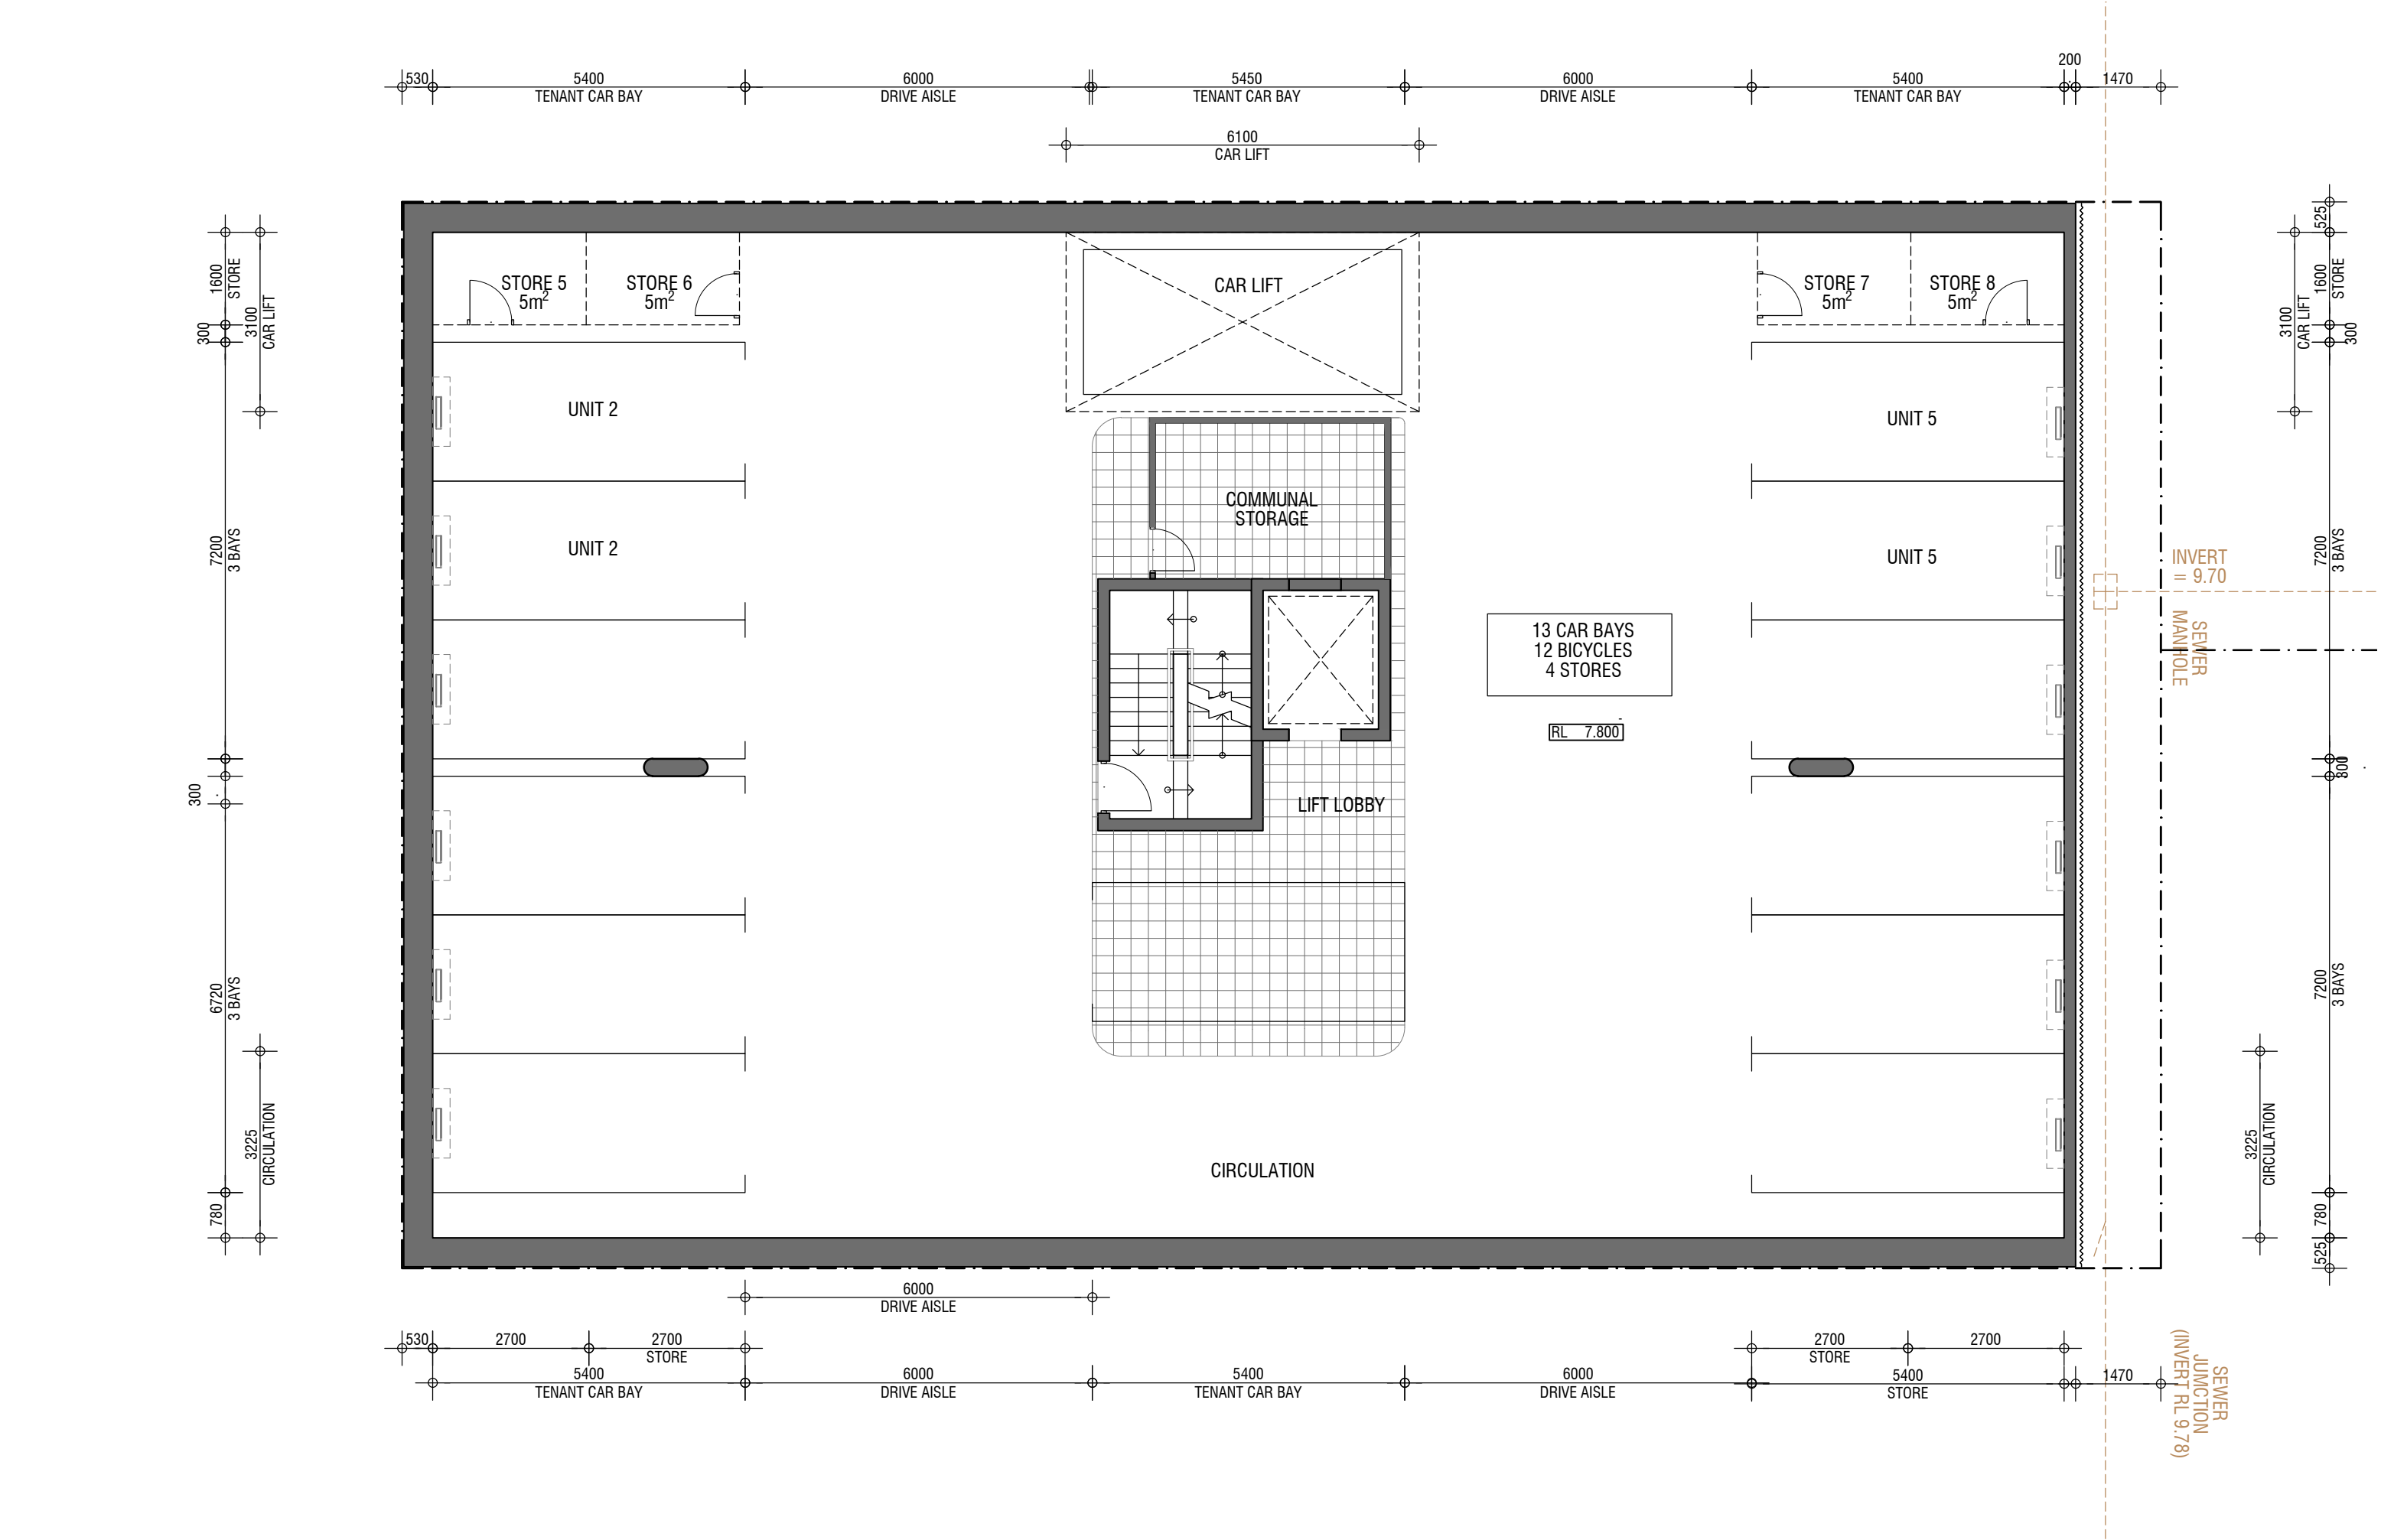 200
530
5400
6000
5450
6000
5400
1470
TENANT CAR BAY
DRIVE AISLE
TENANT CAR BAY
DRIVE AISLE
TENANT CAR BAY
6100
CAR LIFT
525
1600
STORE
3100
CAR LIFT
300
STORE 5
5m²
STORE 6
5m²
CAR LIFT
STORE 7
5m²
STORE 8
5m²
1600
STORE
3100
CAR LIFT
300
UNIT 2
UNIT 5
COMMUNAL
STORAGE
7200
3 BAYS
UNIT 2
UNIT 5
INVERT
= 9.70
7200
3 BAYS
13 CAR BAYS
12 BICYCLES
4 STORES
SEWER
MANHOLE
RL 7.800
300
LIFT LOBBY
300
6720
3 BAYS
7200
3 BAYS
3225
CIRCULATION
CIRCULATION
3225
CIRCULATION
780
780
525
6000
DRIVE AISLE
530
2700
2700
STORE
2700
STORE
2700
5400
TENANT CAR BAY
6000
DRIVE AISLE
5400
TENANT CAR BAY
6000
DRIVE AISLE
5400
STORE
1470
SEWER
JUMCTION
(INVERT RL 9.78)